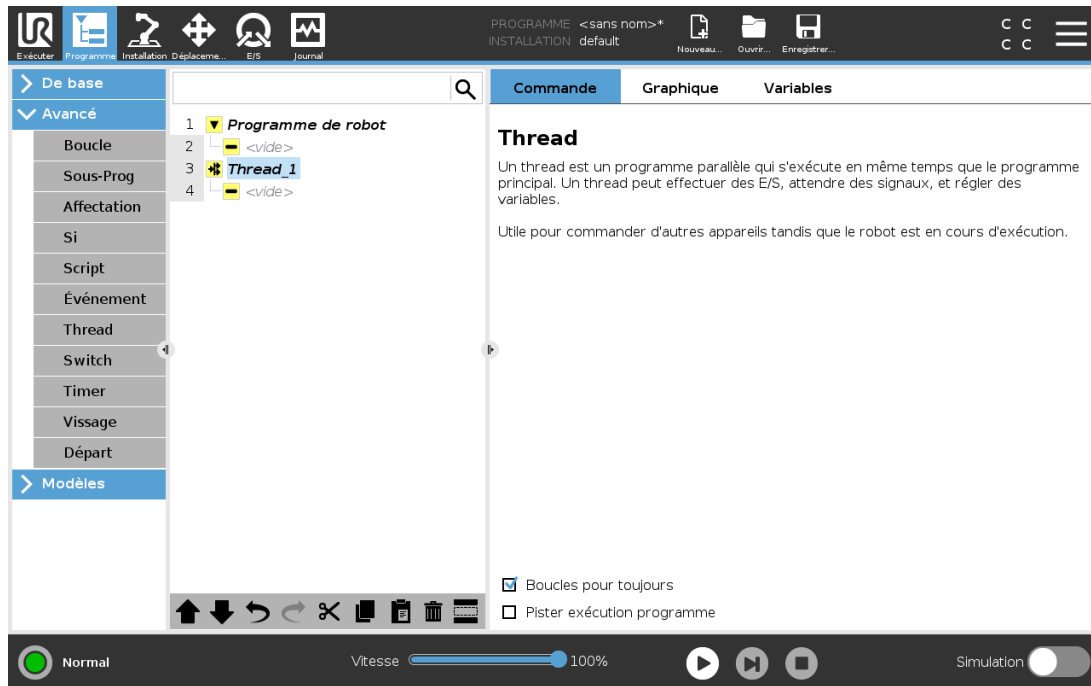 PROGRAMME <sans nom>*
INSTALLATION default
Exécuter Programme Installation Déplaceme... E/S Journal
Nouveau... Ouvrir... Enregistrer...
C C
C C
De base
Avancé
Boucle
Sous-Prog
Affectation
Si
Script
Événement
Thread
Switch
Timer
Vissage
Départ
Modèles
1 Programme de robot
2 <vide>
3 Thread_1
4 <vide>
Commande Graphique Variables
Thread
Un thread est un programme parallèle qui s'exécute en même temps que le programme
principal. Un thread peut effectuer des E/S, attendre des signaux, et régler des
variables.
Utile pour commander d'autres appareils tandis que le robot est en cours d'exécution.
Boucles pour toujours
Pister exécution programme
Normal
Vitesse 100%
Simulation